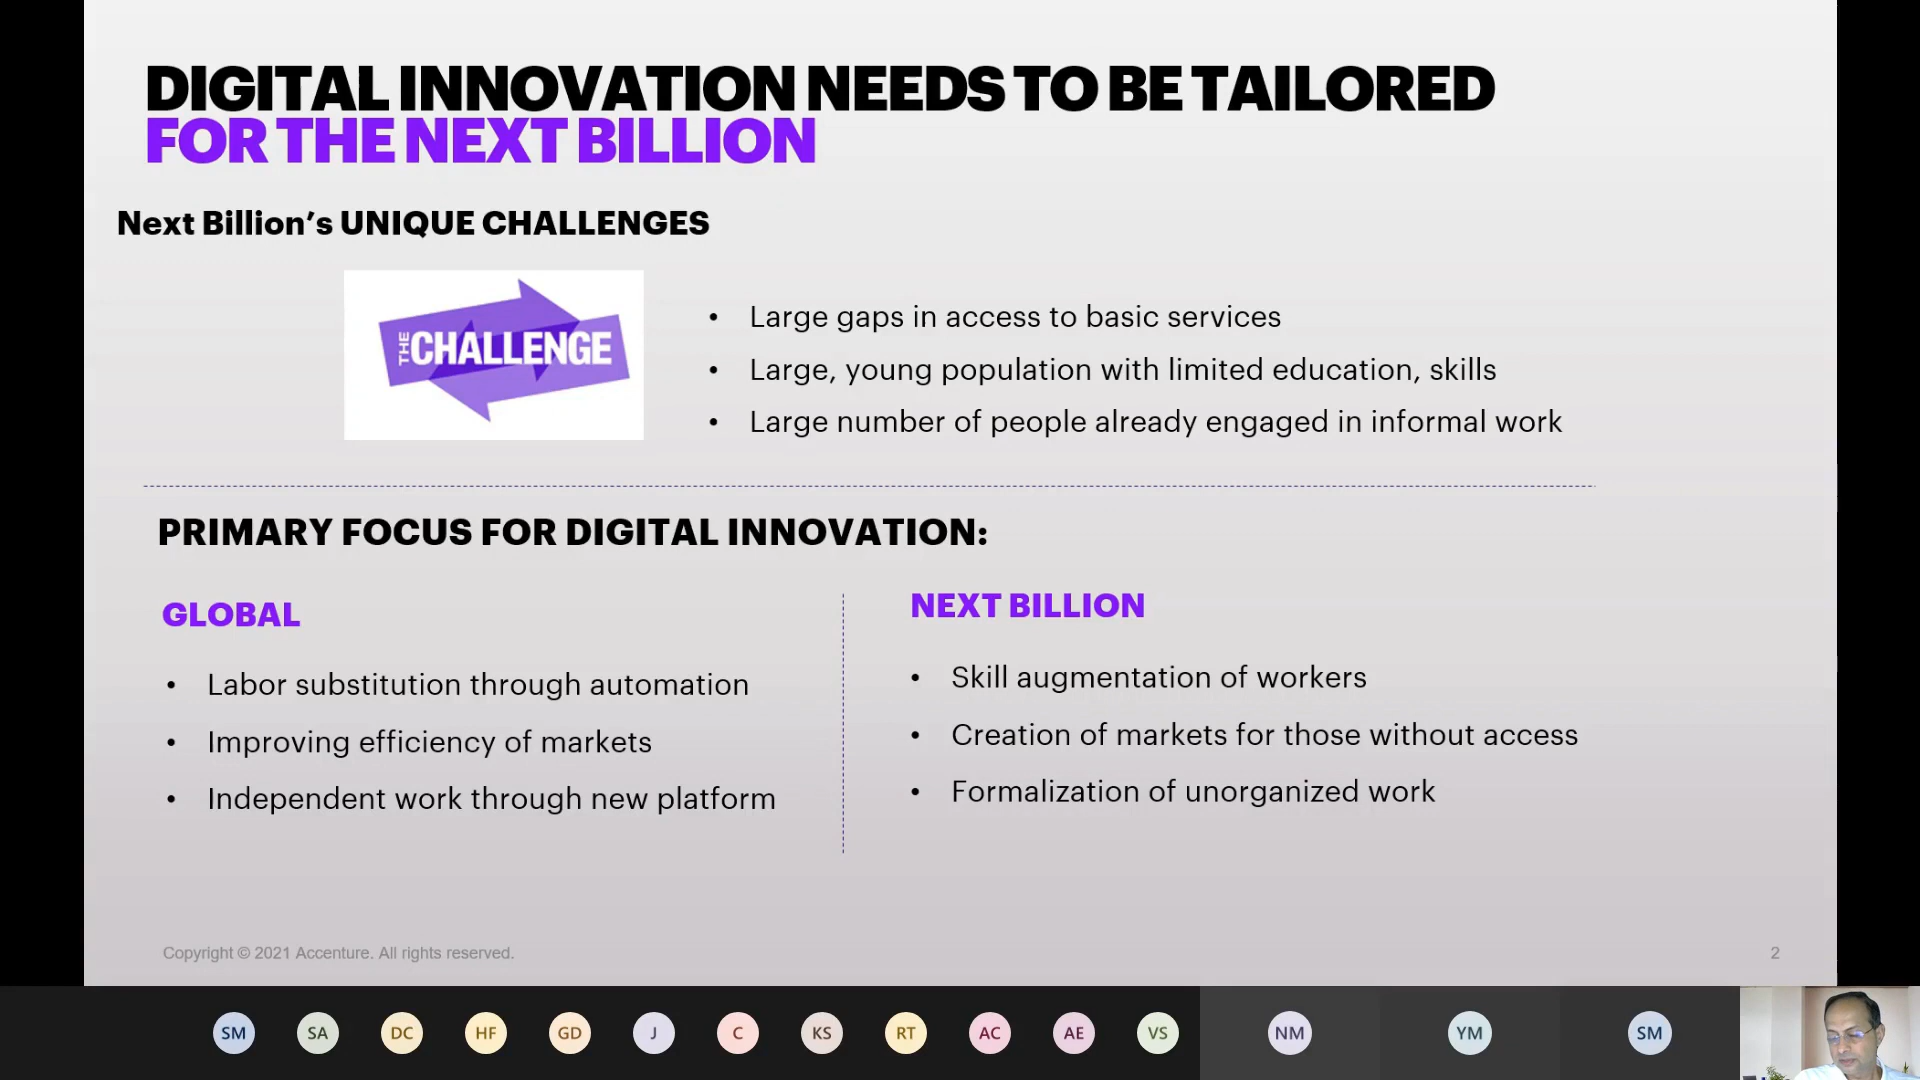 DIGITAL INNOVATION NEEDS TO BE TAILORED
FOR THE NEXT BILLION
Next Billion’s UNIQUE CHALLENGES
THE CHALLENGE
• Large gaps in access to basic services
• Large, young population with limited education, skills
• Large number of people already engaged in informal work
PRIMARY FOCUS FOR DIGITAL INNOVATION:
GLOBAL
• Labor substitution through automation
• Improving efficiency of markets
• Independent work through new platform
NEXT BILLION
• Skill augmentation of workers
• Creation of markets for those without access
• Formalization of unorganized work
Copyright © 2021 Accenture. All rights reserved.
2
SM SA DC HF GD J C KS RT AC AE VS NM YM SM